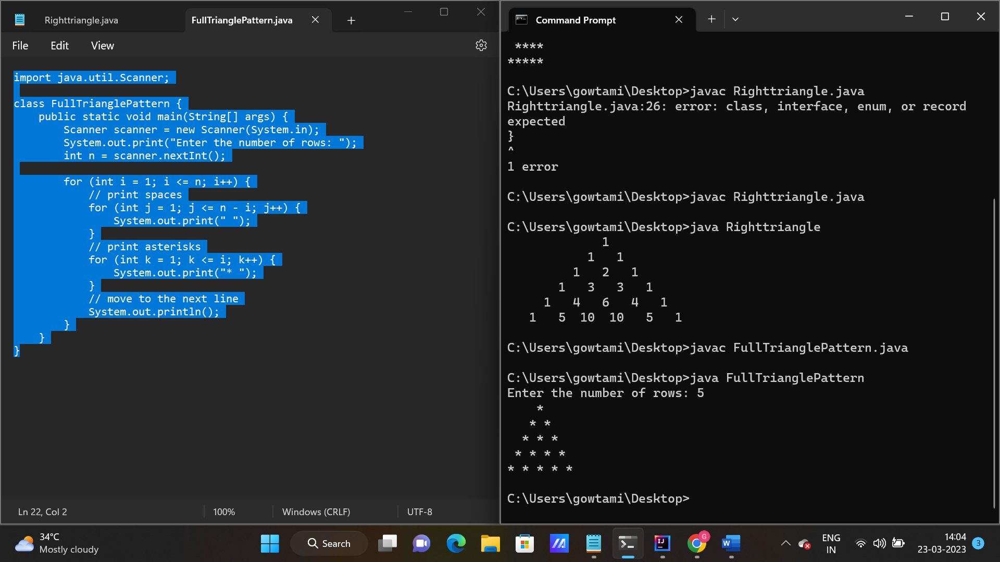 Righttriangle.java
FullTrianglePattern.java
File Edit View
import java.util.Scanner;
class FullTrianglePattern {
    public static void main(String[] args) {
        Scanner scanner = new Scanner(System.in);
        System.out.print("Enter the number of rows: ");
        int n = scanner.nextInt();
        for (int i = 1; i <= n; i++) {
            // print spaces
            for (int j = 1; j <= n - i; j++) {
                System.out.print(" ");
            }
            // print asterisks
            for (int k = 1; k <= i; k++) {
                System.out.print("* ");
            }
            // move to the next line
            System.out.println();
        }
    }
}
Ln 22, Col 2 100% Windows (CRLF) UTF-8
Command Prompt
 ****
*****
C:\Users\gowtami\Desktop>javac Righttriangle.java
Righttriangle.java:26: error: class, interface, enum, or record
expected
}
^
1 error
C:\Users\gowtami\Desktop>javac Righttriangle.java
C:\Users\gowtami\Desktop>java Righttriangle
             1
           1   1
         1   2   1
       1   3   3   1
     1   4   6   4   1
   1   5  10  10   5   1
C:\Users\gowtami\Desktop>javac FullTrianglePattern.java
C:\Users\gowtami\Desktop>java FullTrianglePattern
Enter the number of rows: 5
    *
   * *
  * * *
 * * * *
* * * * *
C:\Users\gowtami\Desktop>
34°C
Mostly cloudy
Search
IJ
G
W
ENG
IN
14:04
23-03-2023
3